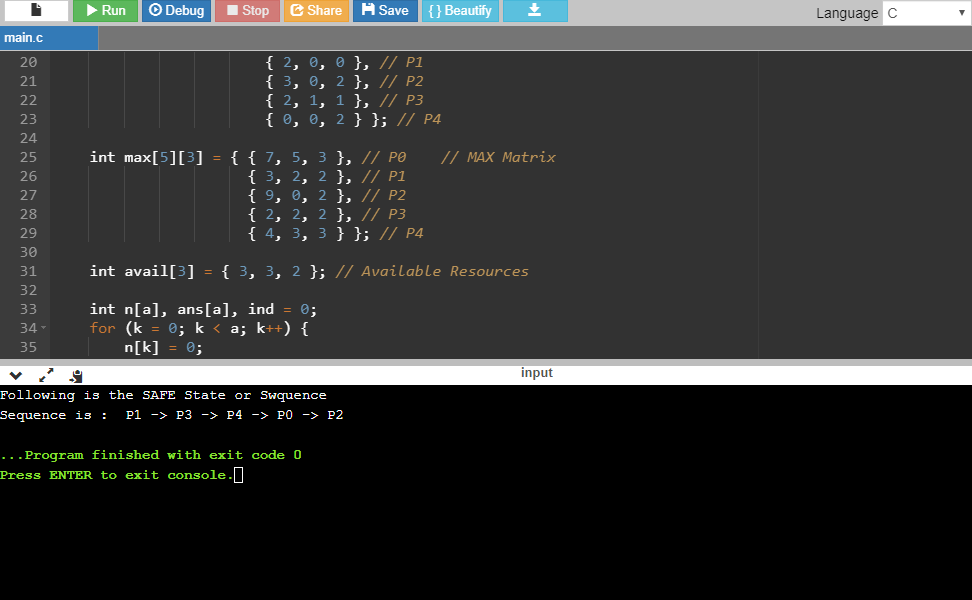 Run Debug Stop Share Save { } Beautify Language C
main.c
20 { 2, 0, 0 }, // P1
21 { 3, 0, 2 }, // P2
22 { 2, 1, 1 }, // P3
23 { 0, 0, 2 } }; // P4
24
25 int max[5][3] = { { 7, 5, 3 }, // P0 // MAX Matrix
26 { 3, 2, 2 }, // P1
27 { 9, 0, 2 }, // P2
28 { 2, 2, 2 }, // P3
29 { 4, 3, 3 } }; // P4
30
31 int avail[3] = { 3, 3, 2 }; // Available Resources
32
33 int n[a], ans[a], ind = 0;
34 for (k = 0; k < a; k++) {
35 n[k] = 0;
input
Following is the SAFE State or Swquence
Sequence is : P1 -> P3 -> P4 -> P0 -> P2
...Program finished with exit code 0
Press ENTER to exit console.